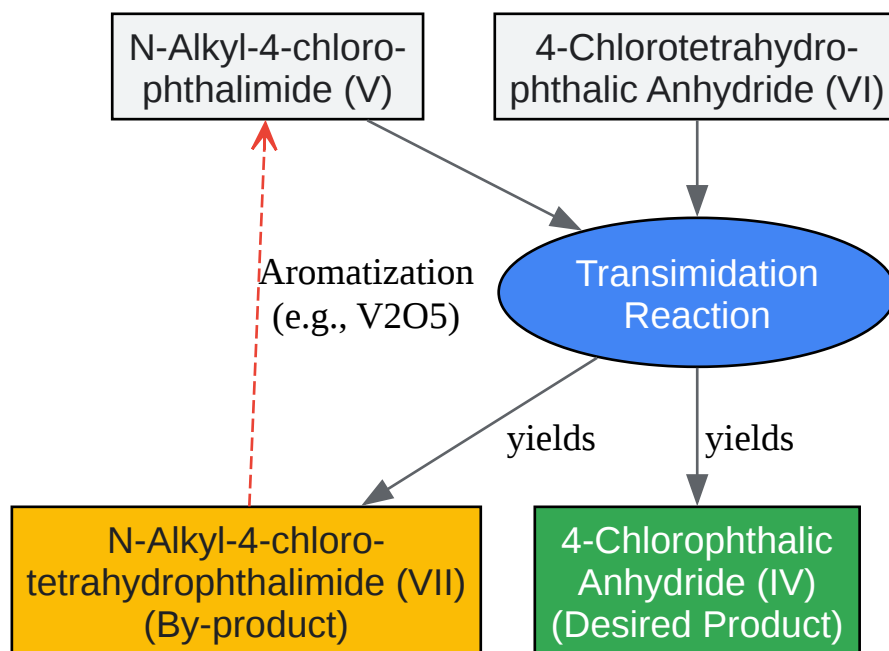 N-Alkyl-4-chloro-
phthalimide (V)
4-Chlorotetrahydro-
phthalic Anhydride (VI)
Aromatization
(e.g., V2O5)
Transimidation
Reaction
yields
yields
N-Alkyl-4-chloro-
tetrahydrophthalimide (VII)
(By-product)
4-Chlorophthalic
Anhydride (IV)
(Desired Product)